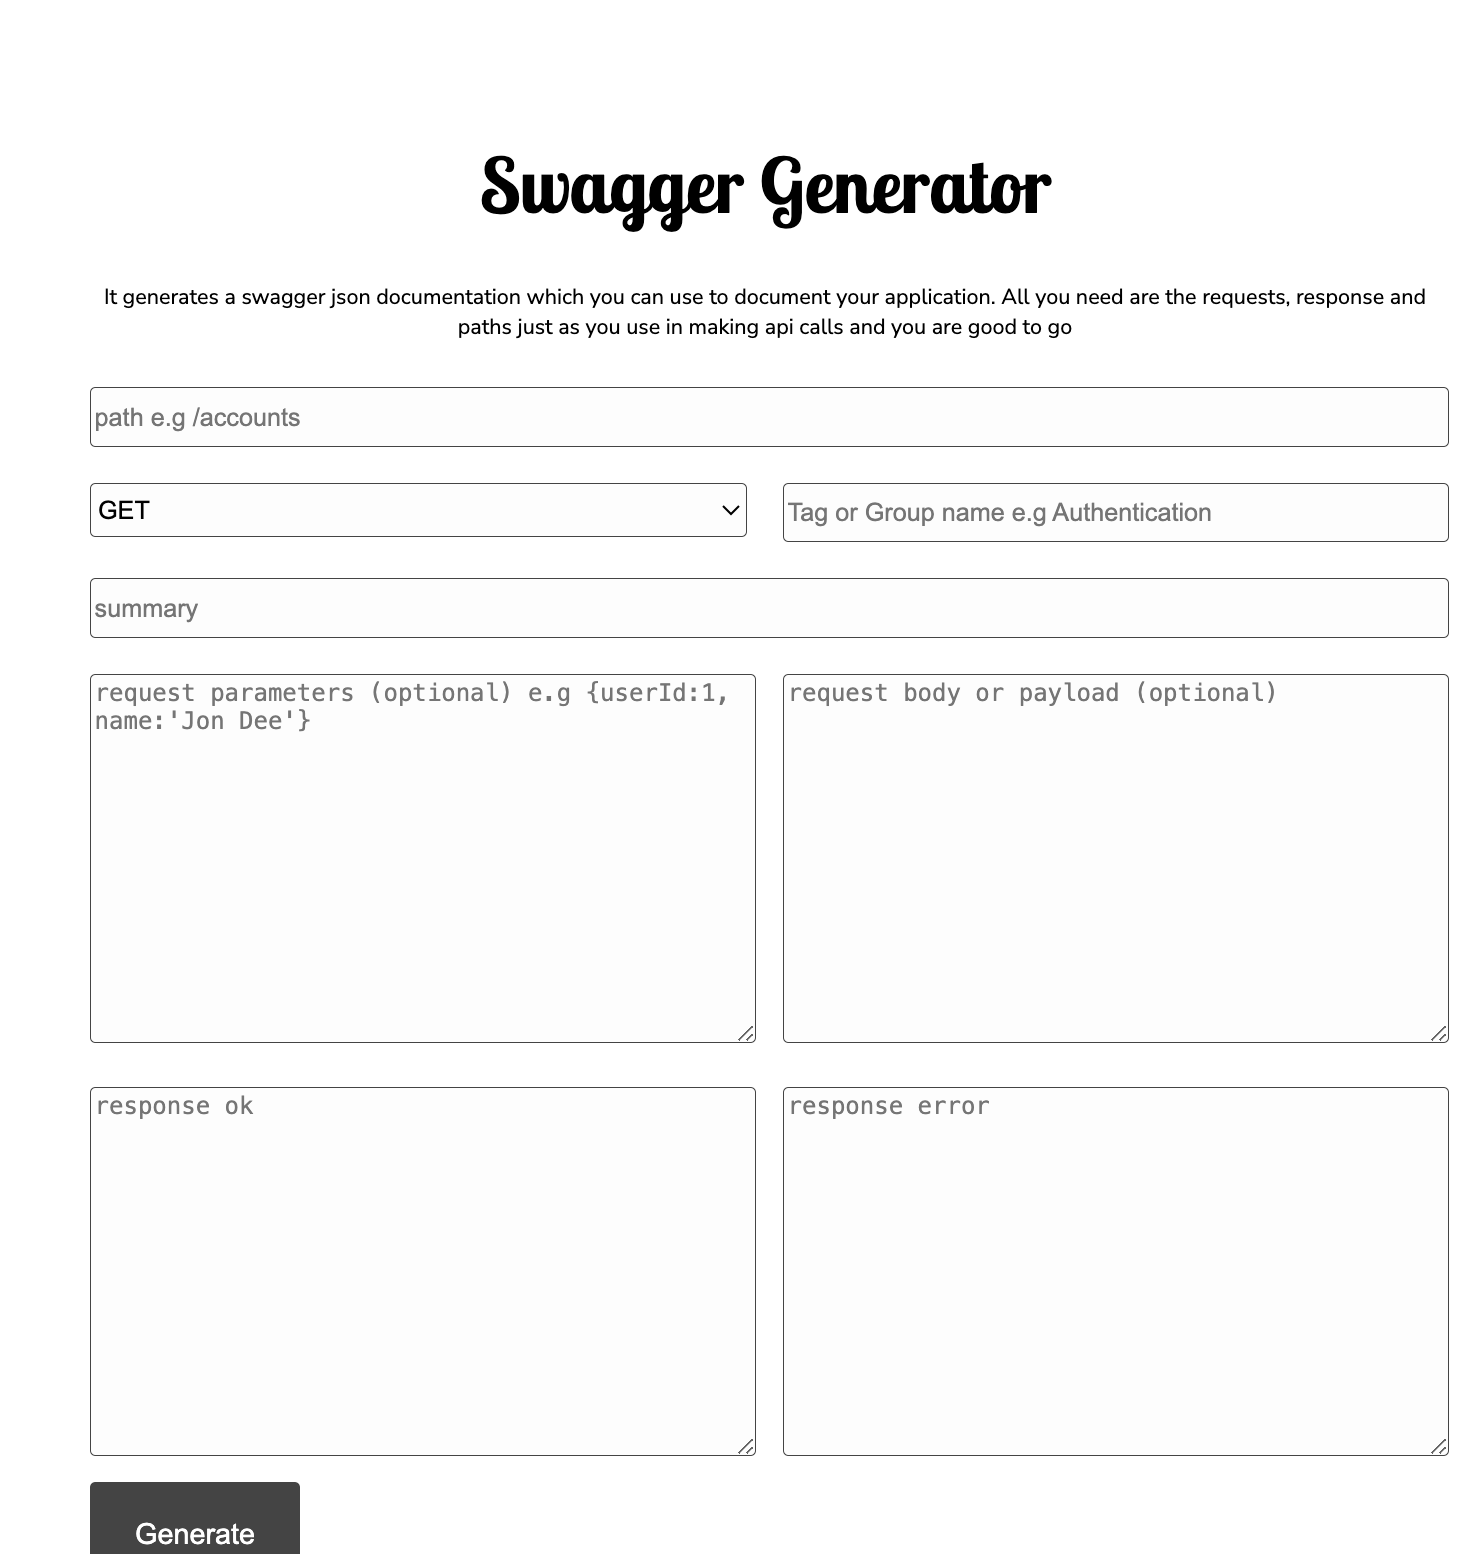 Swagger Generator
It generates a swagger json documentation which you can use to document your application. All you need are the requests, response and
paths just as you use in making api calls and you are good to go
path e.g /accounts
GET
Tag or Group name e.g Authentication
summary
request parameters (optional) e.g {userId:1,
name:'Jon Dee'}
request body or payload (optional)
response ok
response error
Generate